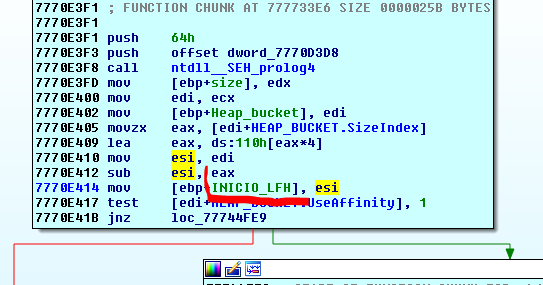 7770E3F1 ; FUNCTION CHUNK AT 777733E6 SIZE 0000025B BYTES
7770E3F1
7770E3F1 push 64h
7770E3F3 push offset dword_7770D3D8
7770E3F8 call ntdll__SEH_prolog4
7770E3FD mov [ebp+size], edx
7770E400 mov edi, ecx
7770E402 mov [ebp+Heap_bucket], edi
7770E405 movzx eax, [edi+HEAP_BUCKET.SizeIndex]
7770E409 lea eax, ds:110h[eax*4]
7770E410 mov esi, edi
7770E412 sub esi, eax
7770E414 mov [ebp+INICIO_LFH], esi
7770E417 test [edi+HEAP_BUCKET.UseAffinity], 1
7770E41B jnz loc_77744FE9